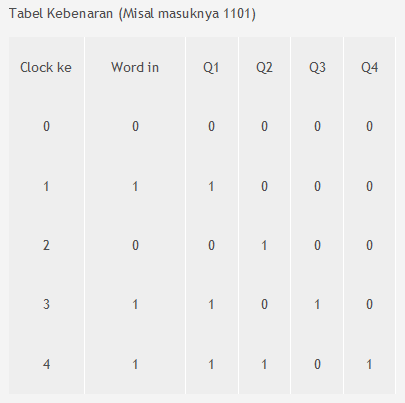 Tabel Kebenaran (Misal masuknya 1101)
Clock ke Word in Q1 Q2 Q3 Q4
0 0 0 0 0 0
1 1 1 0 0 0
2 0 0 1 0 0
3 1 1 0 1 0
4 1 1 1 0 1